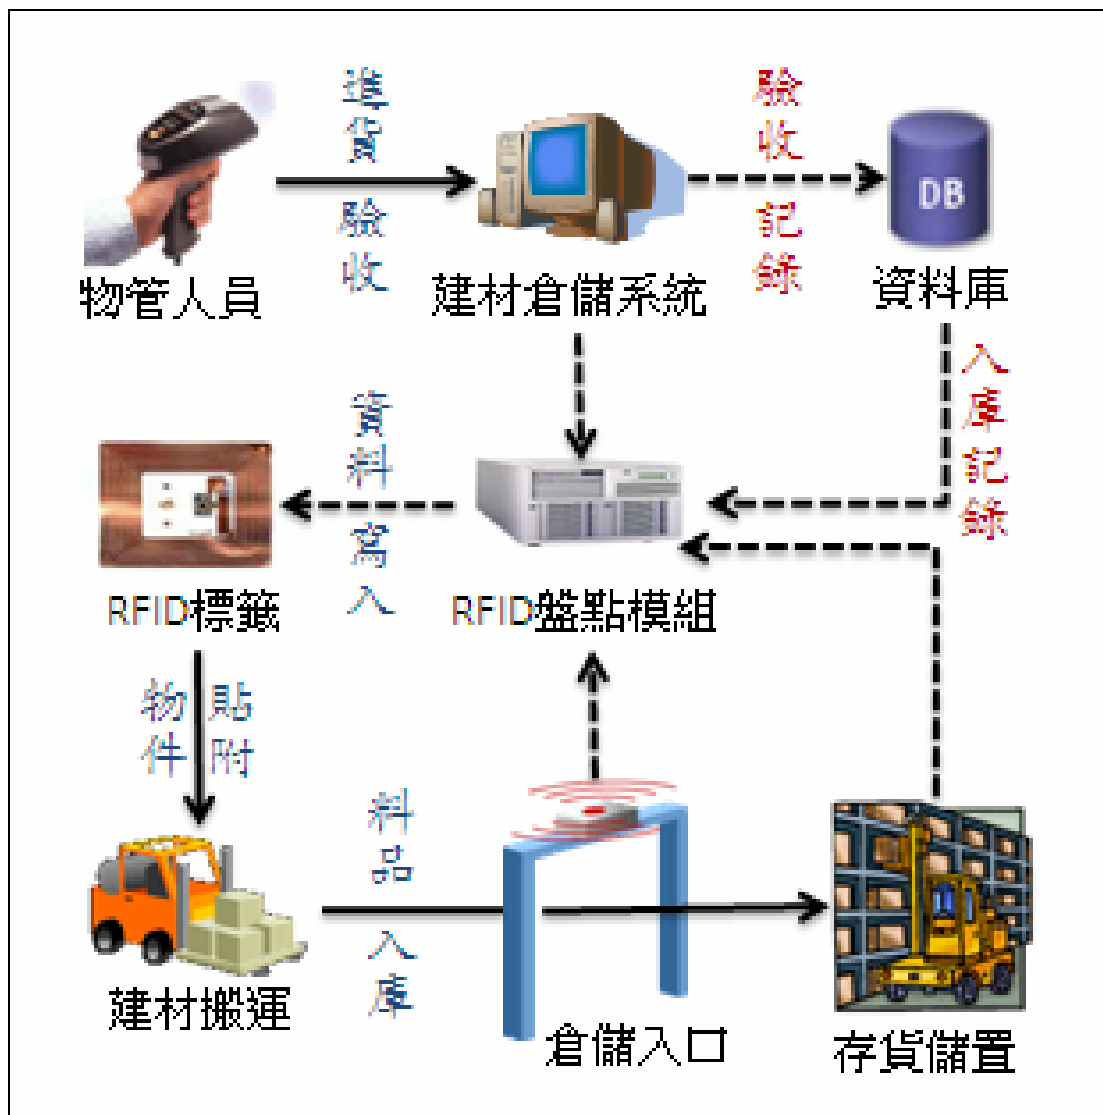 進貨驗收
驗收記錄
DB
物管人員
建材倉儲系統
資料庫
資料寫入
入庫記錄
RFID標籤
RFID盤點模組
物件貼附
料品入庫
建材搬運
倉儲入口
存貨儲置